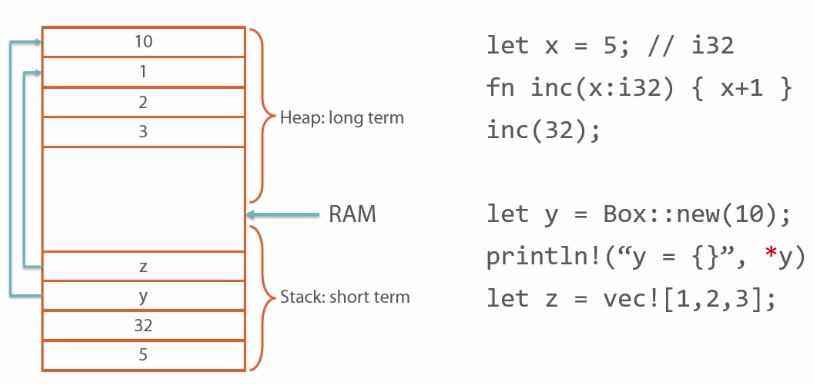 10
1
2
3
Heap: long term
RAM
z
y
32
5
Stack: short term
let x = 5; // i32
fn inc(x:i32) { x+1 }
inc(32);
let y = Box::new(10);
println!(“y = {}”, *y)
let z = vec![1,2,3];